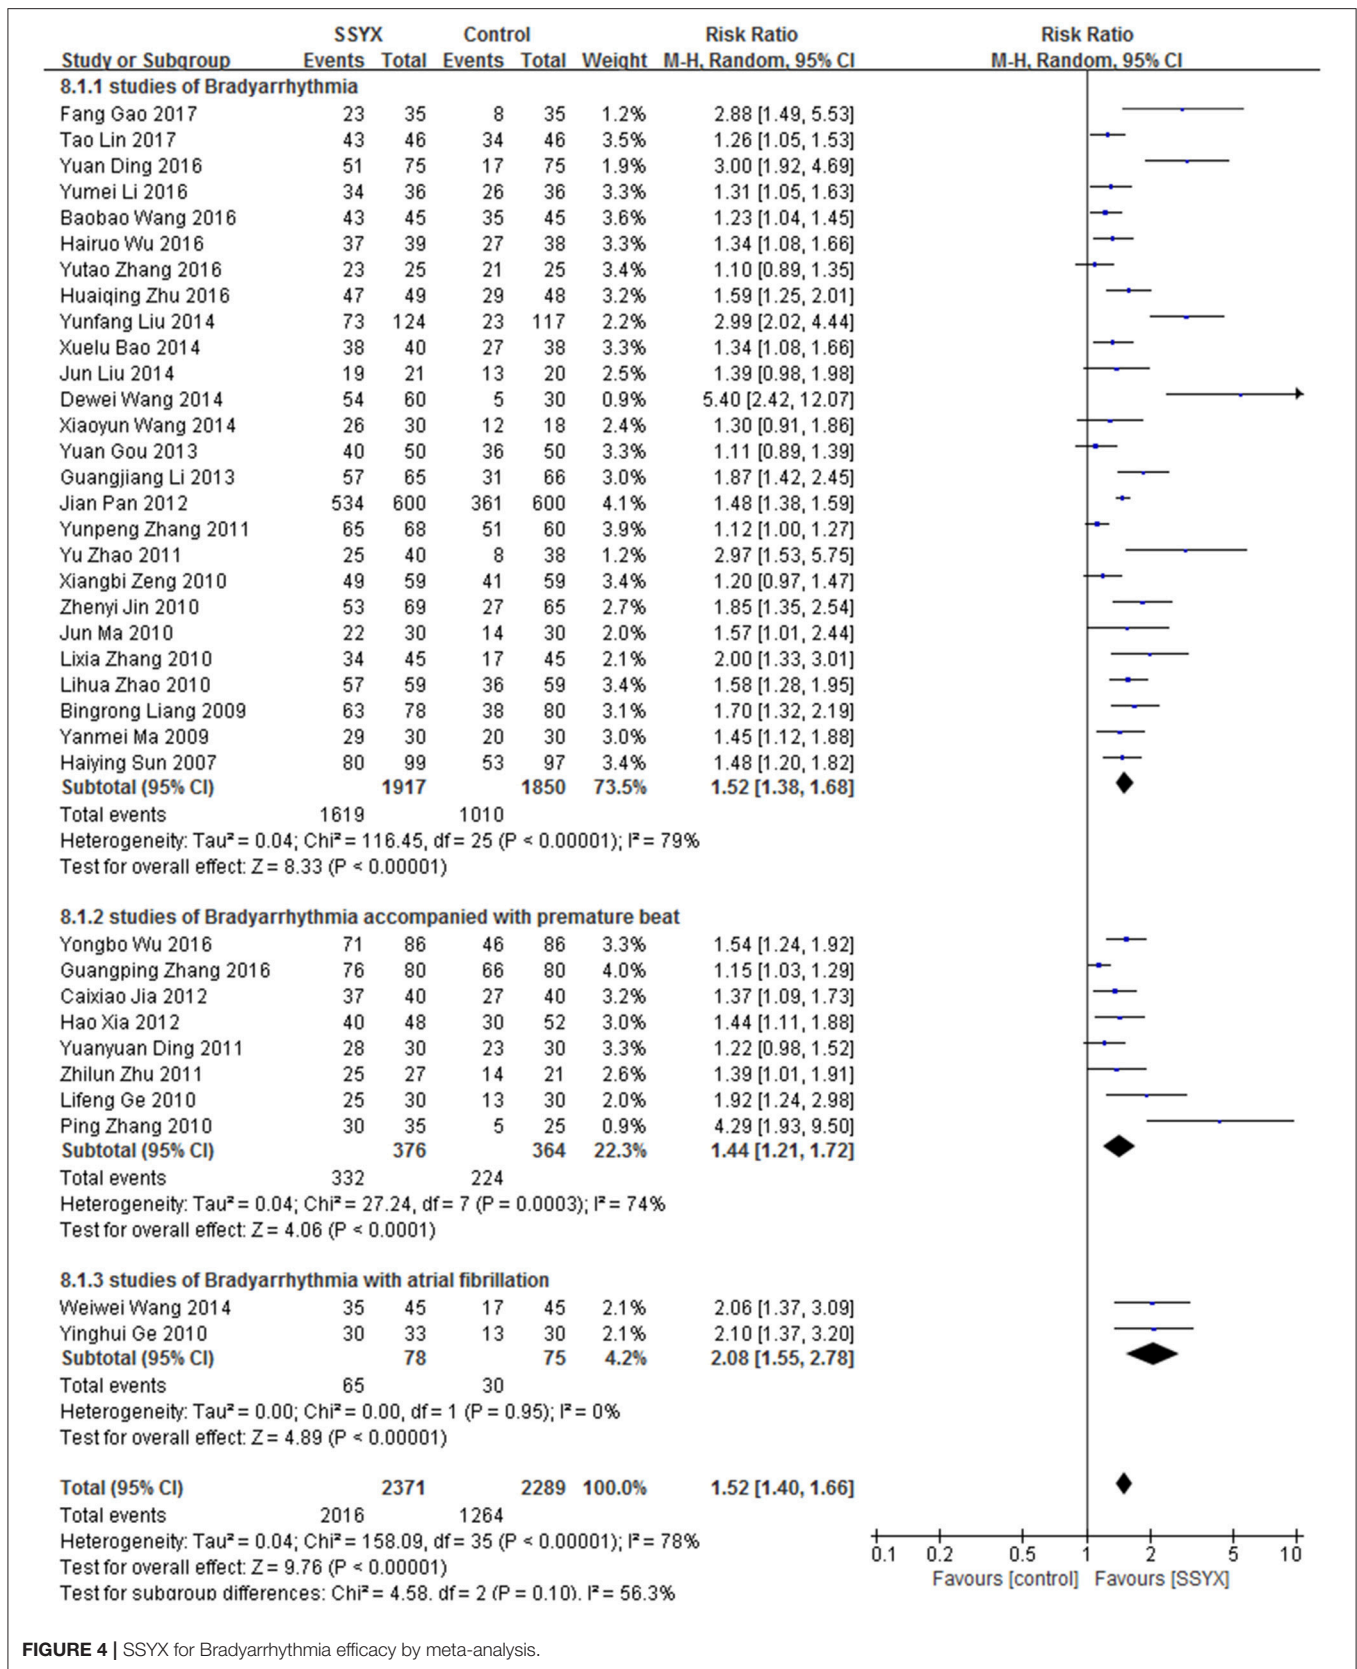 SSYX Control Risk Ratio Risk Ratio
Study or Subgroup Events Total Events Total Weight M-H, Random, 95% CI M-H, Random, 95% CI
8.1.1 studies of Bradyarrhythmia
Fang Gao 2017 23 35 8 35 1.2% 2.88 [1.49, 5.53]
Tao Lin 2017 43 46 34 46 3.5% 1.26 [1.05, 1.53]
Yuan Ding 2016 51 75 17 75 1.9% 3.00 [1.92, 4.69]
Yumei Li 2016 34 36 26 36 3.3% 1.31 [1.05, 1.63]
Baobao Wang 2016 43 45 35 45 3.6% 1.23 [1.04, 1.45]
Hairuo Wu 2016 37 39 27 38 3.3% 1.34 [1.08, 1.66]
Yutao Zhang 2016 23 25 21 25 3.4% 1.10 [0.89, 1.35]
Huaiqing Zhu 2016 47 49 29 48 3.2% 1.59 [1.25, 2.01]
Yunfang Liu 2014 73 124 23 117 2.2% 2.99 [2.02, 4.44]
Xuelu Bao 2014 38 40 27 38 3.3% 1.34 [1.08, 1.66]
Jun Liu 2014 19 21 13 20 2.5% 1.39 [0.98, 1.98]
Dewei Wang 2014 54 60 5 30 0.9% 5.40 [2.42, 12.07]
Xiaoyun Wang 2014 26 30 12 18 2.4% 1.30 [0.91, 1.86]
Yuan Gou 2013 40 50 36 50 3.3% 1.11 [0.89, 1.39]
Guangjiang Li 2013 57 65 31 66 3.0% 1.87 [1.42, 2.45]
Jian Pan 2012 534 600 361 600 4.1% 1.48 [1.38, 1.59]
Yunpeng Zhang 2011 65 68 51 60 3.9% 1.12 [1.00, 1.27]
Yu Zhao 2011 25 40 8 38 1.2% 2.97 [1.53, 5.75]
Xiangbi Zeng 2010 49 59 41 59 3.4% 1.20 [0.97, 1.47]
Zhenyi Jin 2010 53 69 27 65 2.7% 1.85 [1.35, 2.54]
Jun Ma 2010 22 30 14 30 2.0% 1.57 [1.01, 2.44]
Lixia Zhang 2010 34 45 17 45 2.1% 2.00 [1.33, 3.01]
Lihua Zhao 2010 57 59 36 59 3.4% 1.58 [1.28, 1.95]
Bingrong Liang 2009 63 78 38 80 3.1% 1.70 [1.32, 2.19]
Yanmei Ma 2009 29 30 20 30 3.0% 1.45 [1.12, 1.88]
Haiying Sun 2007 80 99 53 97 3.4% 1.48 [1.20, 1.82]
Subtotal (95% CI) 1917 1850 73.5% 1.52 [1.38, 1.68]
Total events 1619 1010
Heterogeneity: Tau² = 0.04; Chi² = 116.45, df = 25 (P < 0.00001); I² = 79%
Test for overall effect: Z = 8.33 (P < 0.00001)
8.1.2 studies of Bradyarrhythmia accompanied with premature beat
Yongbo Wu 2016 71 86 46 86 3.3% 1.54 [1.24, 1.92]
Guangping Zhang 2016 76 80 66 80 4.0% 1.15 [1.03, 1.29]
Caixiao Jia 2012 37 40 27 40 3.2% 1.37 [1.09, 1.73]
Hao Xia 2012 40 48 30 52 3.0% 1.44 [1.11, 1.88]
Yuanyuan Ding 2011 28 30 23 30 3.3% 1.22 [0.98, 1.52]
Zhilun Zhu 2011 25 27 14 21 2.6% 1.39 [1.01, 1.91]
Lifeng Ge 2010 25 30 13 30 2.0% 1.92 [1.24, 2.98]
Ping Zhang 2010 30 35 5 25 0.9% 4.29 [1.93, 9.50]
Subtotal (95% CI) 376 364 22.3% 1.44 [1.21, 1.72]
Total events 332 224
Heterogeneity: Tau² = 0.04; Chi² = 27.24, df = 7 (P = 0.0003); I² = 74%
Test for overall effect: Z = 4.06 (P < 0.0001)
8.1.3 studies of Bradyarrhythmia with atrial fibrillation
Weiwei Wang 2014 35 45 17 45 2.1% 2.06 [1.37, 3.09]
Yinghui Ge 2010 30 33 13 30 2.1% 2.10 [1.37, 3.20]
Subtotal (95% CI) 78 75 4.2% 2.08 [1.55, 2.78]
Total events 65 30
Heterogeneity: Tau² = 0.00; Chi² = 0.00, df = 1 (P = 0.95); I² = 0%
Test for overall effect: Z = 4.89 (P < 0.00001)
Total (95% CI) 2371 2289 100.0% 1.52 [1.40, 1.66]
Total events 2016 1264
Heterogeneity: Tau² = 0.04; Chi² = 158.09, df = 35 (P < 0.00001); I² = 78%
Test for overall effect: Z = 9.76 (P < 0.00001)
Test for subgroup differences: Chi² = 4.58. df = 2 (P = 0.10). I² = 56.3%
0.1 0.2 0.5 1 2 5 10
Favours [control] Favours [SSYX]
FIGURE 4 | SSYX for Bradyarrhythmia efficacy by meta-analysis.